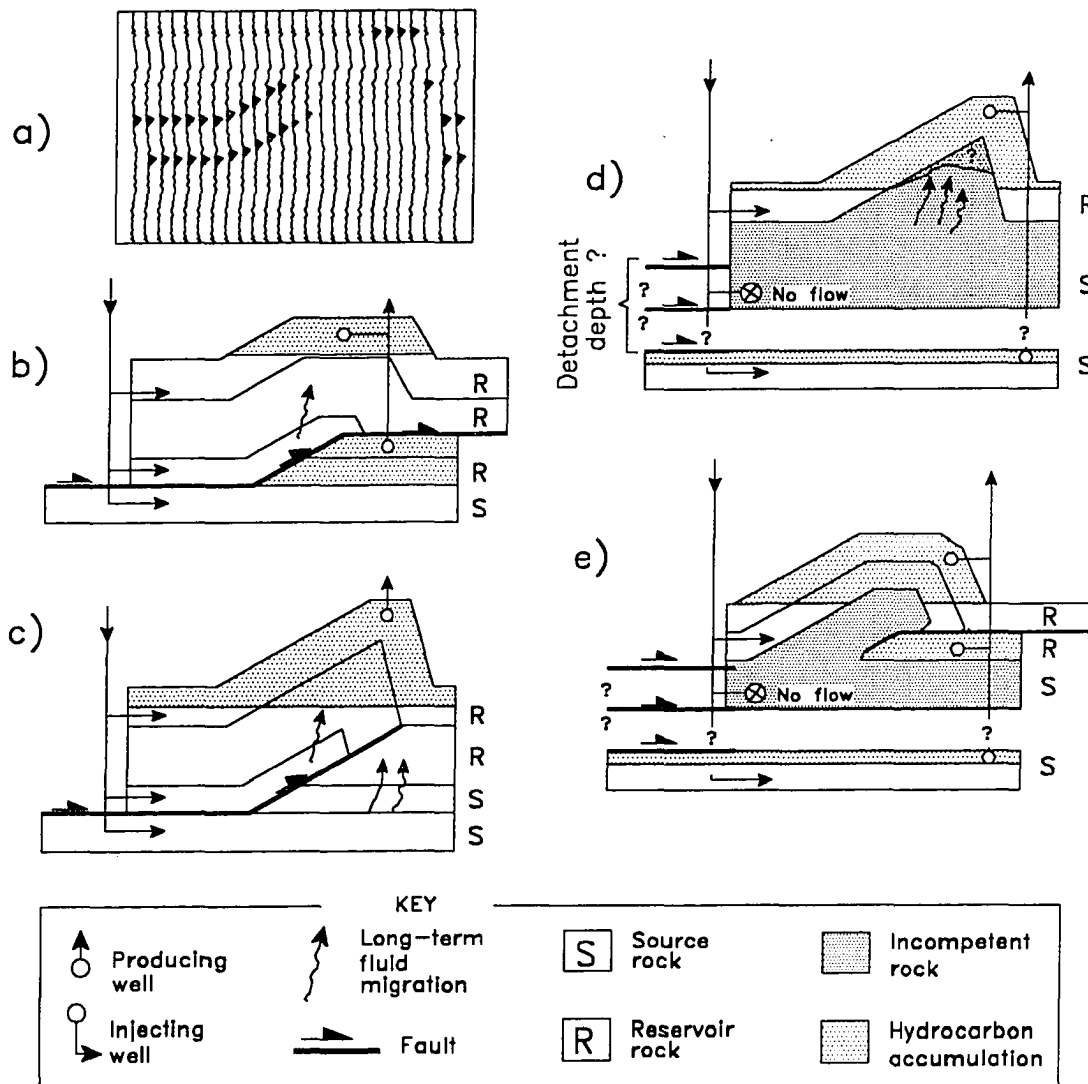 a)
b)
R
R
R
S
c)
R
R
S
S
d)
?
R
Detachment
depth ?
?
?
No flow
S
?
?
S
e)
R
R
?
No flow
S
?
?
?
S
KEY
Producing
well
Long-term
fluid
migration
S
Source
rock
Incompetent
rock
Injecting
well
Fault
R
Reservoir
rock
Hydrocarbon
accumulation